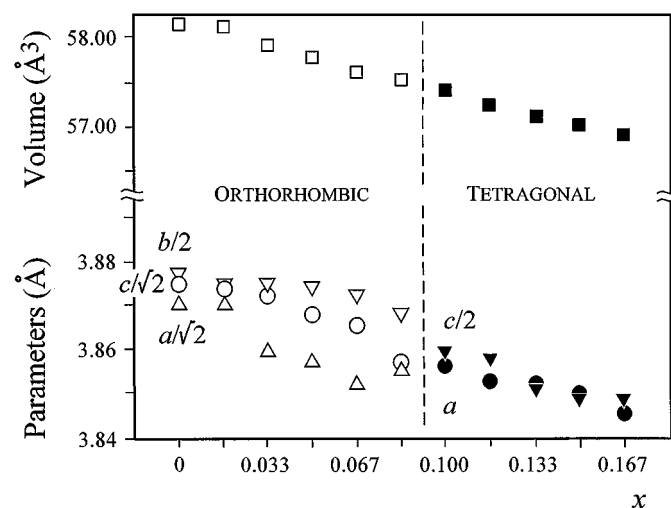 58.00
57.00
Volume (Å³)
ORTHORHOMBIC
TETRAGONAL
b/2
3.88
c/√2
a/√2
c/2
3.86
a
3.84
Parameters (Å)
0 0.033 0.067 0.100 0.133 0.167
x